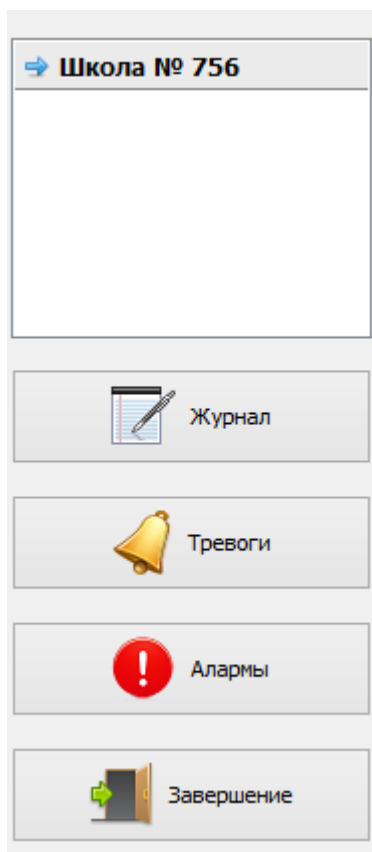 Школа № 756
Журнал
Тревоги
Алармы
Завершение